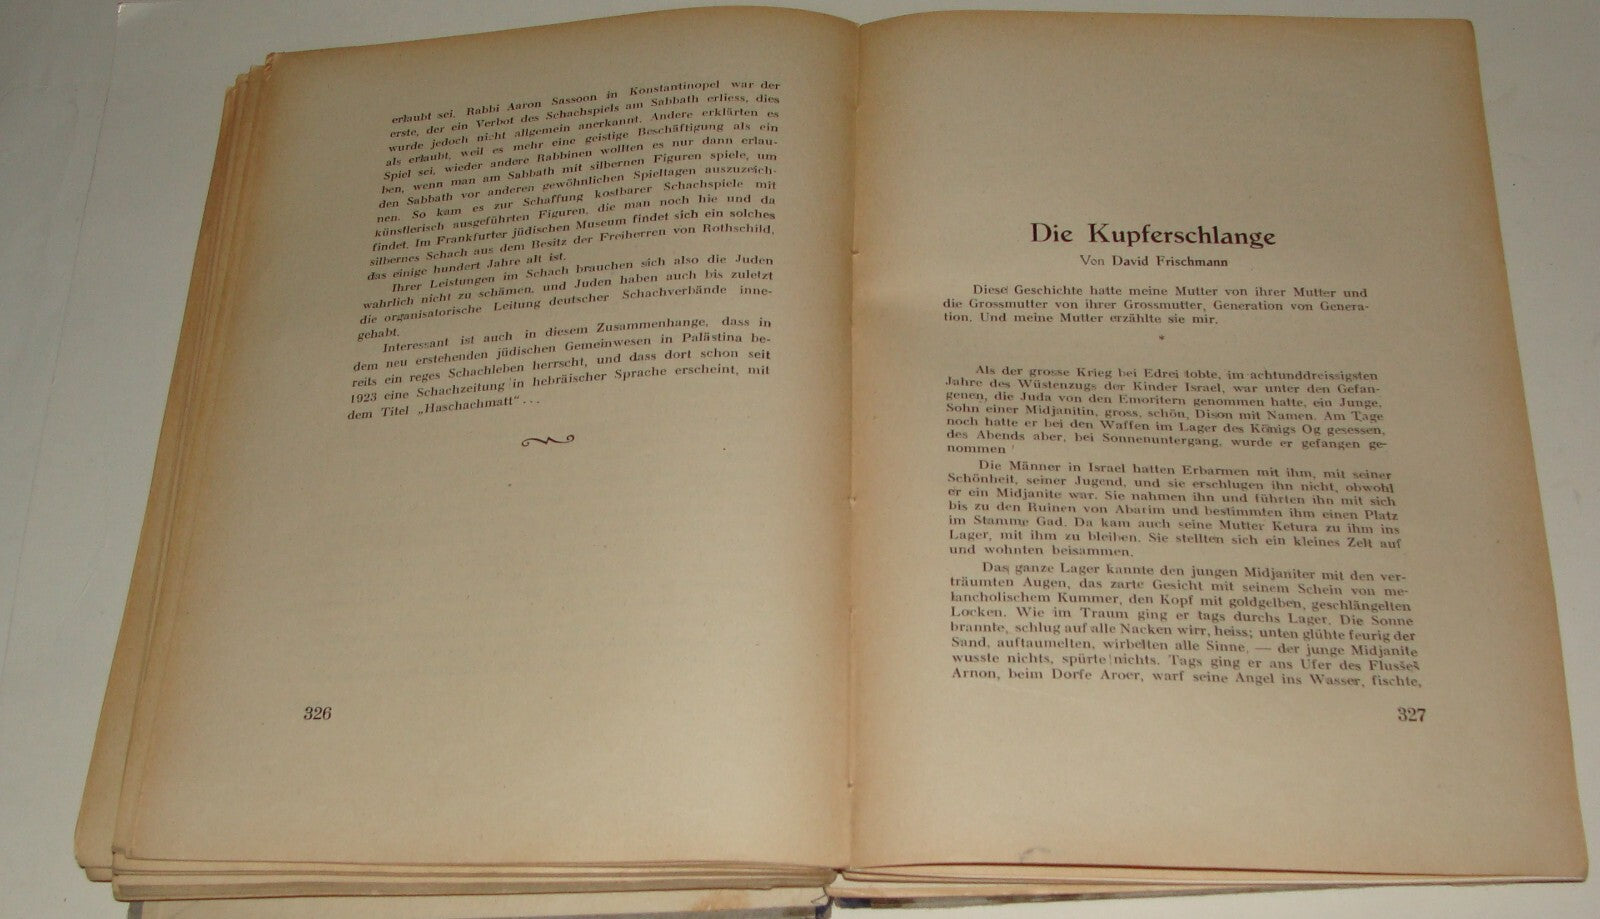 erlaubt sei. Rabbi Aaron Sassoon in Konstantinopel war der
erste, der ein Verbot des Schachspiels am Sabbath erliess, dies
wurde jedoch nicht allgemein anerkannt. Andere erklärten es
als erlaubt, weil es mehr eine geistige Beschäftigung als ein
Spiel sei, wieder andere Rabbinen wollten es nur dann erlau-
ben, wenn man am Sabbath mit silbernen Figuren spiele, um
den Sabbath vor anderen gewöhnlichen Spieltagen auszuzeich-
nen. So kam es zur Schaffung kostbarer Schachspiele mit
künstlerisch ausgeführten Figuren, die man noch hie und da
findet. Im Frankfurter jüdischen Museum findet sich ein solches
silbernes Schach aus dem Besitz der Freiherren von Rothschild,
das einige hundert Jahre alt ist.
Ihrer Leistungen im Schach brauchen sich also die Juden
wahrlich nicht zu schämen, und Juden haben auch bis zuletzt
die organisatorische Leitung deutscher Schachverbände inne-
gehabt.
Interessant ist auch in diesem Zusammenhange, dass in
dem neu erstehenden jüdischen Gemeinwesen in Palästina be-
reits ein reges Schachleben herrscht, und dass dort schon seit
1923 eine Schachzeitung in hebräischer Sprache erscheint, mit
dem Titel „Haschachmatt“...
326
Die Kupferschlange
Von David Frischmann
Diese Geschichte hatte meine Mutter von ihrer Mutter und
die Grossmutter von ihrer Grossmutter, Generation von Genera-
tion. Und meine Mutter erzählte sie mir.
*
Als der grosse Krieg bei Edrei tobte, im achtunddreissigsten
Jahre des Wüstenzugs der Kinder Israel, war unter den Gefan-
genen, die Juda von den Emoritern genommen hatte, ein Junge,
Sohn einer Midjanitin, gross, schön, Dison mit Namen. Am Tage
noch hatte er bei den Waffen im Lager des Königs Og gesessen,
des Abends aber, bei Sonnenuntergang, wurde er gefangen ge-
nommen
Die Männer in Israel hatten Erbarmen mit ihm, mit seiner
Schönheit, seiner Jugend, und sie erschlugen ihn nicht, obwohl
er ein Midjanite war. Sie nahmen ihn und führten ihn mit sich
bis zu den Ruinen von Abarim und bestimmten ihm einen Platz
im Stamme Gad. Da kam auch seine Mutter Ketura zu ihm ins
Lager, mit ihm zu bleiben. Sie stellten sich ein kleines Zelt auf
und wohnten beisammen.
Das ganze Lager kannte den jungen Midjaniter mit den ver-
träumten Augen, das zarte Gesicht mit seinem Schein von me-
lancholischem Kummer, den Kopf mit goldgelben, geschlängelten
Locken. Wie im Traum ging er tags durchs Lager. Die Sonne
brannte, schlug auf alle Nacken wirr, heiss; unten glühte feurig der
Sand, auftaumelten, wirbelten alle Sinne, — der junge Midjanite
wusste nichts, spürte nichts. Tags ging er ans Ufer des Flusses
Arnon, beim Dorfe Aroer, warf seine Angel ins Wasser, fischte,
327